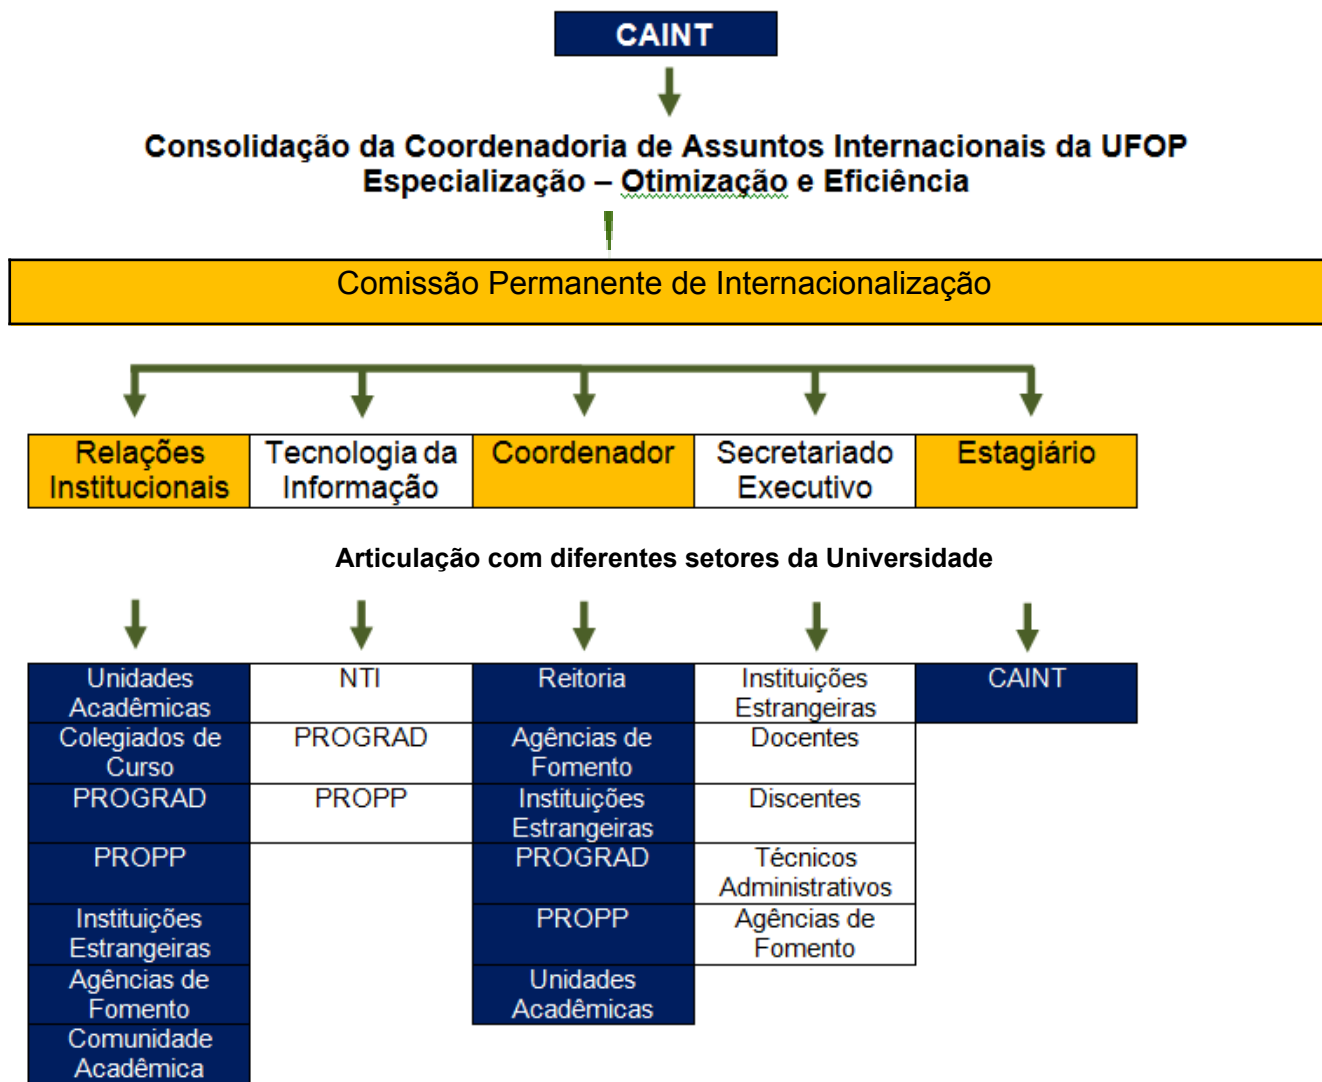 CAINT
Consolidação da Coordenadoria de Assuntos Internacionais da UFOP
Especialização – Otimização e Eficiência
Comissão Permanente de Internacionalização
Relações
Institucionais
Tecnologia da
Informação
Coordenador
Secretariado
Executivo
Estagiário
Articulação com diferentes setores da Universidade
Unidades
Acadêmicas
Colegiados de
Curso
PROGRAD
PROPP
Instituições
Estrangeiras
Agências de
Fomento
Comunidade
Acadêmica
NTI
PROGRAD
PROPP
Reitoria
Agências de
Fomento
Instituições
Estrangeiras
PROGRAD
PROPP
Unidades
Acadêmicas
Instituições
Estrangeiras
Docentes
Discentes
Técnicos
Administrativos
Agências de
Fomento
CAINT